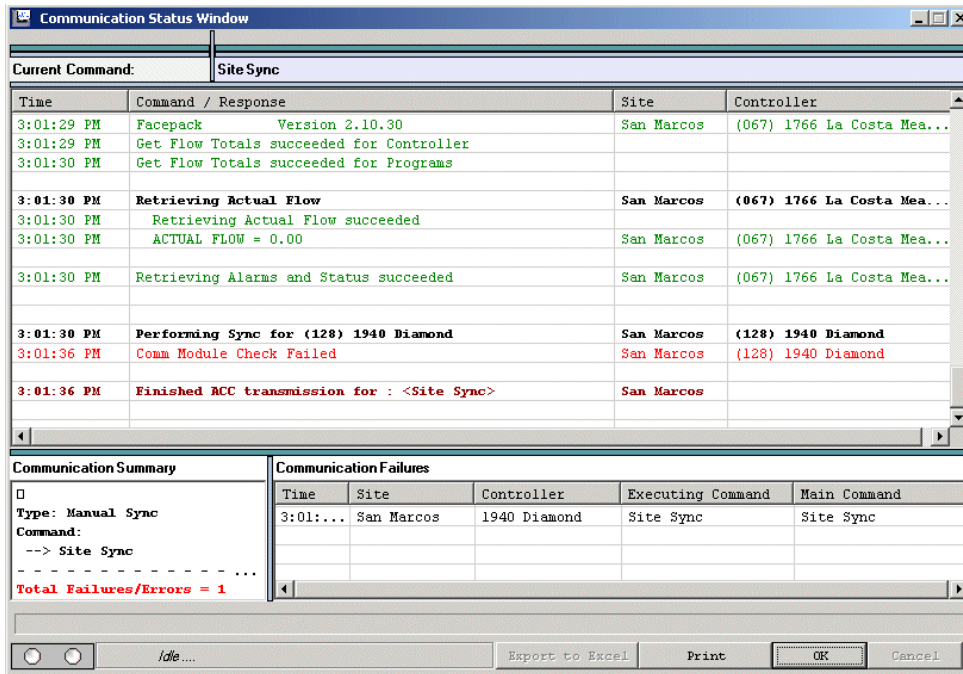 Communication Status Window
Current Command: Site Sync
Time Command / Response Site Controller
3:01:29 PM Facepack Version 2.10.30 San Marcos (067) 1766 La Costa Mea...
3:01:29 PM Get Flow Totals succeeded for Controller
3:01:30 PM Get Flow Totals succeeded for Programs
3:01:30 PM Retrieving Actual Flow San Marcos (067) 1766 La Costa Mea...
3:01:30 PM Retrieving Actual Flow succeeded
3:01:30 PM ACTUAL FLOW = 0.00 San Marcos (067) 1766 La Costa Mea...
3:01:30 PM Retrieving Alarms and Status succeeded San Marcos (067) 1766 La Costa Mea...
3:01:30 PM Performing Sync for (128) 1940 Diamond San Marcos (128) 1940 Diamond
3:01:36 PM Comm Module Check Failed San Marcos (128) 1940 Diamond
3:01:36 PM Finished ACC transmission for : <Site Sync> San Marcos
Communication Summary
Type: Manual Sync
Command:
--> Site Sync
- - - - - - - - - - - - - - ...
Total Failures/Errors = 1
Communication Failures
Time Site Controller Executing Command Main Command
3:01:... San Marcos 1940 Diamond Site Sync Site Sync
Idle....
Export to Excel Print OK Cancel